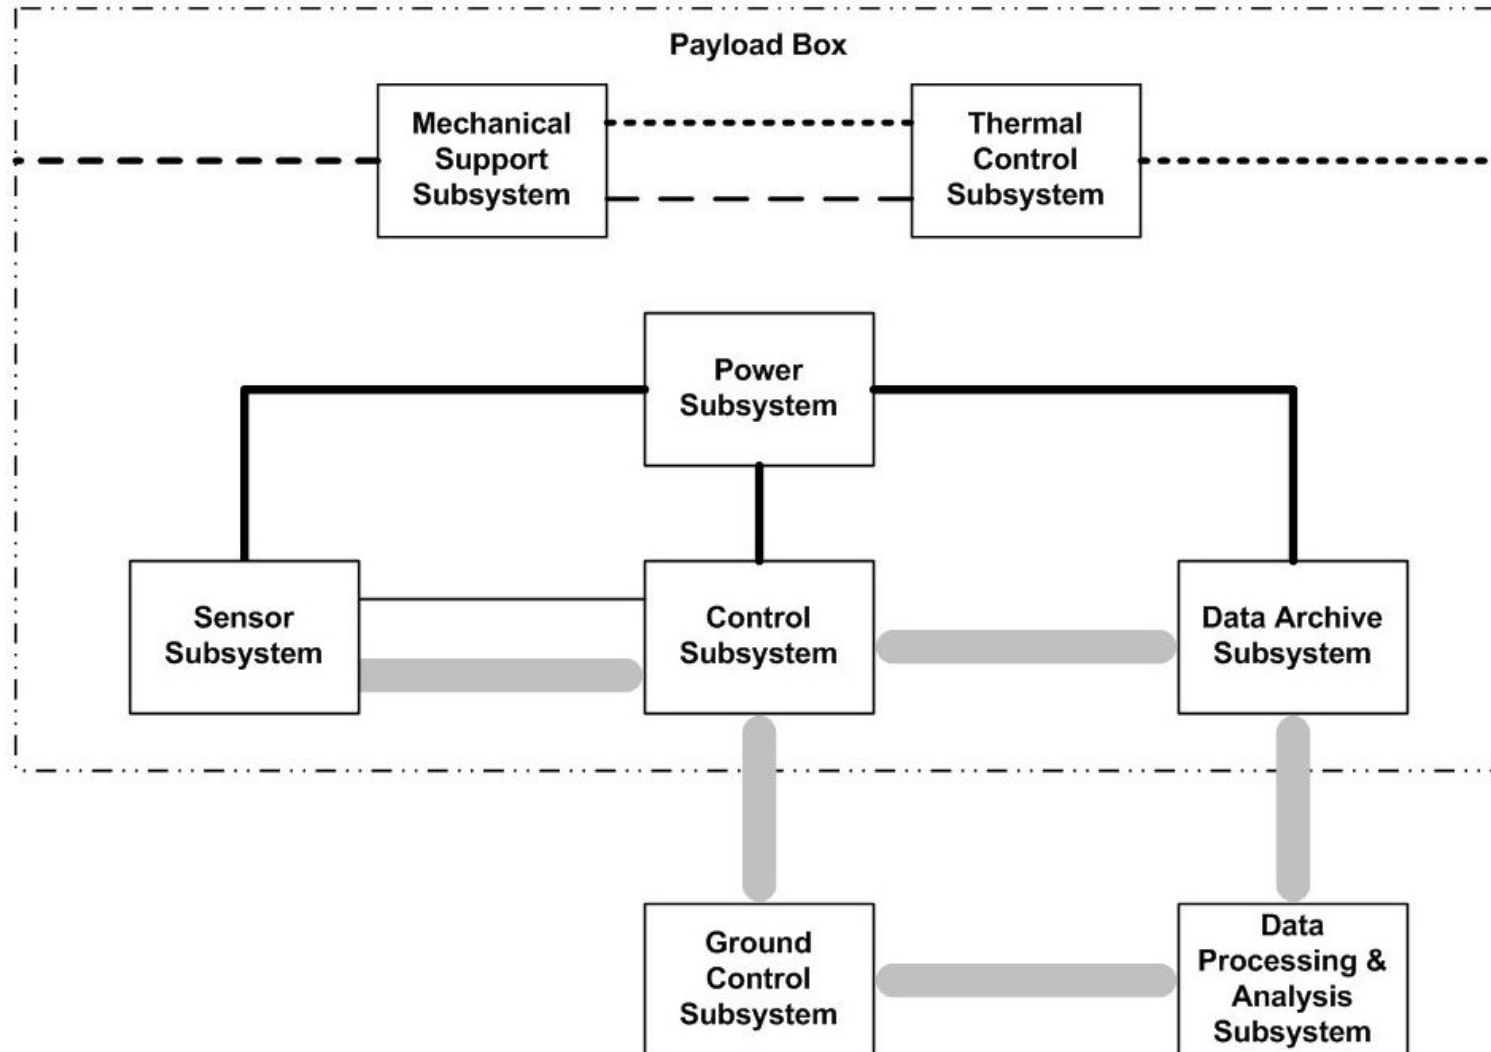 Payload Box
Mechanical
Support
Subsystem
Thermal
Control
Subsystem
Power
Subsystem
Sensor
Subsystem
Control
Subsystem
Data Archive
Subsystem
Ground
Control
Subsystem
Data
Processing &
Analysis
Subsystem